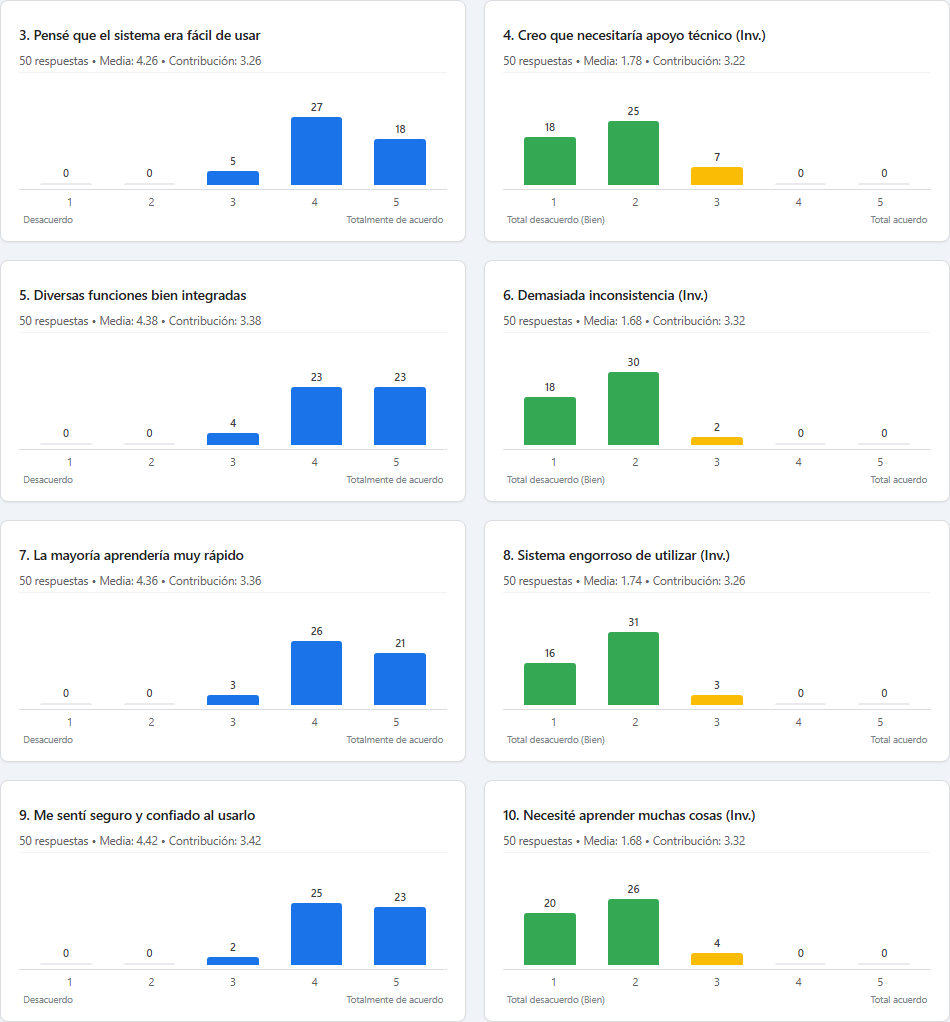 3. Pensé que el sistema era fácil de usar
50 respuestas • Media: 4.26 • Contribución: 3.26
0 0 5 27 18
1 2 3 4 5
Desacuerdo Totalmente de acuerdo
4. Creo que necesitaría apoyo técnico (Inv.)
50 respuestas • Media: 1.78 • Contribución: 3.22
18 25 7 0 0
1 2 3 4 5
Total desacuerdo (Bien) Total acuerdo
5. Diversas funciones bien integradas
50 respuestas • Media: 4.38 • Contribución: 3.38
0 0 4 23 23
1 2 3 4 5
Desacuerdo Totalmente de acuerdo
6. Demasiada inconsistencia (Inv.)
50 respuestas • Media: 1.68 • Contribución: 3.32
18 30 2 0 0
1 2 3 4 5
Total desacuerdo (Bien) Total acuerdo
7. La mayoría aprendería muy rápido
50 respuestas • Media: 4.36 • Contribución: 3.36
0 0 3 26 21
1 2 3 4 5
Desacuerdo Totalmente de acuerdo
8. Sistema engorroso de utilizar (Inv.)
50 respuestas • Media: 1.74 • Contribución: 3.26
16 31 3 0 0
1 2 3 4 5
Total desacuerdo (Bien) Total acuerdo
9. Me sentí seguro y confiado al usarlo
50 respuestas • Media: 4.42 • Contribución: 3.42
0 0 2 25 23
1 2 3 4 5
Desacuerdo Totalmente de acuerdo
10. Necesité aprender muchas cosas (Inv.)
50 respuestas • Media: 1.68 • Contribución: 3.32
20 26 4 0 0
1 2 3 4 5
Total desacuerdo (Bien) Total acuerdo